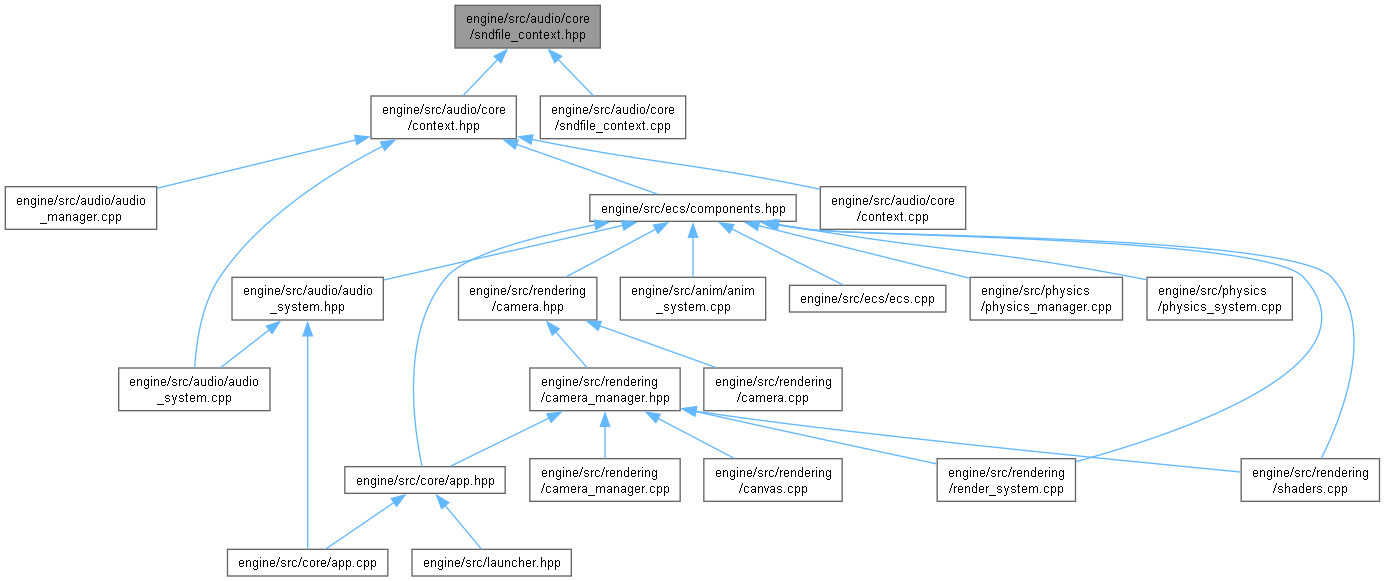 engine/src/audio/core
/sndfile_context.hpp
engine/src/audio/core
/context.hpp
engine/src/audio/core
/sndfile_context.cpp
engine/src/audio/audio
_manager.cpp
engine/src/ecs/components.hpp
engine/src/audio/core
/context.cpp
engine/src/audio/audio
_system.hpp
engine/src/rendering
/camera.hpp
engine/src/anim/anim
_system.cpp
engine/src/ecs/ecs.cpp
engine/src/physics
/physics_manager.cpp
engine/src/physics
/physics_system.cpp
engine/src/audio/audio
_system.cpp
engine/src/rendering
/camera_manager.hpp
engine/src/rendering
/camera.cpp
engine/src/core/app.hpp
engine/src/rendering
/camera_manager.cpp
engine/src/rendering
/canvas.cpp
engine/src/rendering
/render_system.cpp
engine/src/rendering
/shaders.cpp
engine/src/core/app.cpp
engine/src/launcher.hpp